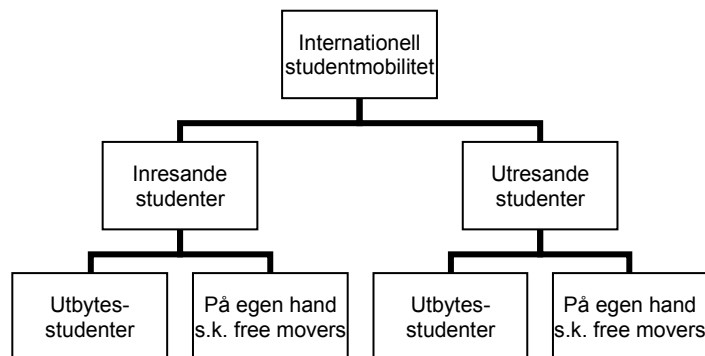 Internationell
studentmobilitet
Inresande
studenter
Utresande
studenter
Utbytes-
studenter
På egen hand
s.k. free movers
Utbytes-
studenter
På egen hand
s.k. free movers